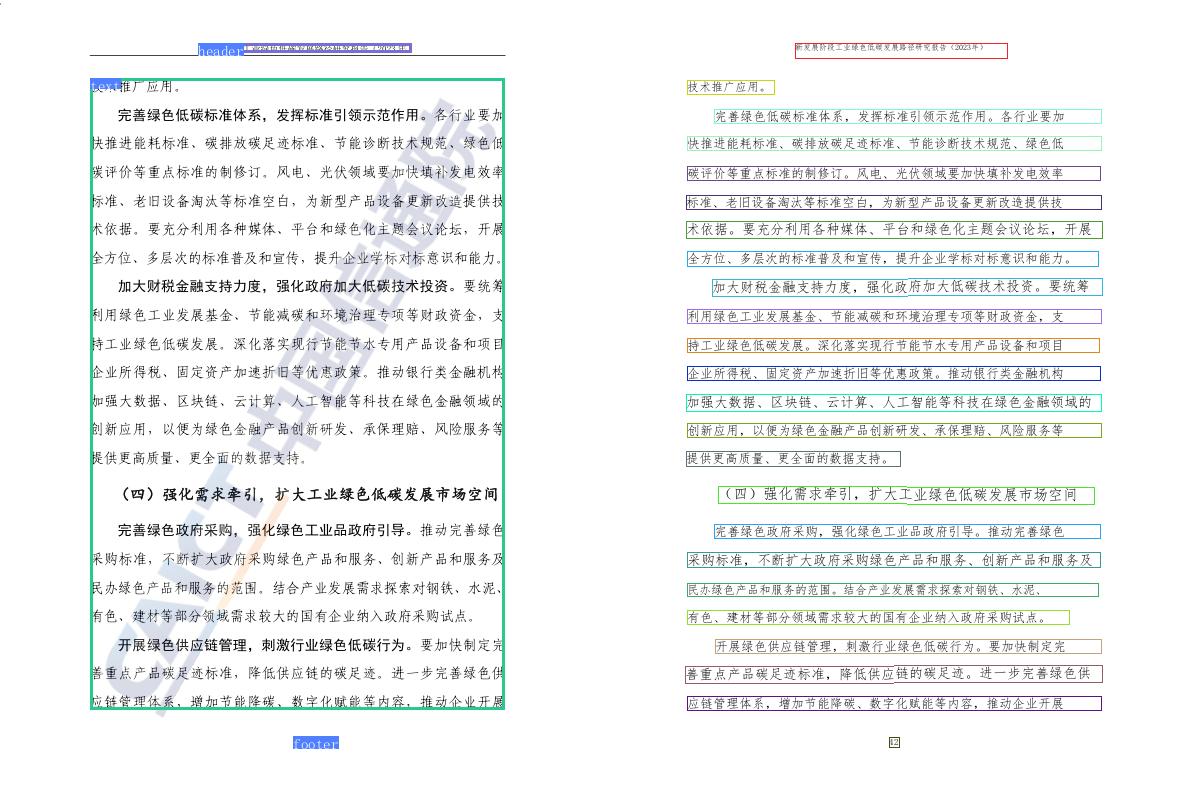 header
text推广应用。
完善绿色低碳标准体系，发挥标准引领示范作用。各行业要加
快推进能耗标准、碳排放碳足迹标准、节能诊断技术规范、绿色低
碳评价等重点标准的制修订。风电、光伏领域要加快填补发电效率
标准、老旧设备淘汰等标准空白，为新型产品设备更新改造提供技
术依据。要充分利用各种媒体、平台和绿色化主题会议论坛，开展
全方位、多层次的标准普及和宣传，提升企业学标对标意识和能力。
加大财税金融支持力度，强化政府加大低碳技术投资。要统筹
利用绿色工业发展基金、节能减碳和环境治理专项等财政资金，支
持工业绿色低碳发展。深化落实现行节能节水专用产品设备和项目
企业所得税、固定资产加速折旧等优惠政策。推动银行类金融机构
加强大数据、区块链、云计算、人工智能等科技在绿色金融领域的
创新应用，以便为绿色金融产品创新研发、承保理赔、风险服务等
提供更高质量、更全面的数据支持。
（四）强化需求牵引，扩大工业绿色低碳发展市场空间
完善绿色政府采购，强化绿色工业品政府引导。推动完善绿色
采购标准，不断扩大政府采购绿色产品和服务、创新产品和服务及
民办绿色产品和服务的范围。结合产业发展需求探索对钢铁、水泥、
有色、建材等部分领域需求较大的国有企业纳入政府采购试点。
开展绿色供应链管理，刺激行业绿色低碳行为。要加快制定完
善重点产品碳足迹标准，降低供应链的碳足迹。进一步完善绿色供
应链管理体系，增加节能降碳、数字化赋能等内容，推动企业开展
CAICT 中国信通院
footer
新发展阶段工业绿色低碳发展路径研究报告（2023年）
技术推广应用。
完善绿色低碳标准体系，发挥标准引领示范作用。各行业要加
快推进能耗标准、碳排放碳足迹标准、节能诊断技术规范、绿色低
碳评价等重点标准的制修订。风电、光伏领域要加快填补发电效率
标准、老旧设备淘汰等标准空白，为新型产品设备更新改造提供技
术依据。要充分利用各种媒体、平台和绿色化主题会议论坛，开展
全方位、多层次的标准普及和宣传，提升企业学标对标意识和能力。
加大财税金融支持力度，强化政府加大低碳技术投资。要统筹
利用绿色工业发展基金、节能减碳和环境治理专项等财政资金，支
持工业绿色低碳发展。深化落实现行节能节水专用产品设备和项目
企业所得税、固定资产加速折旧等优惠政策。推动银行类金融机构
加强大数据、区块链、云计算、人工智能等科技在绿色金融领域的
创新应用，以便为绿色金融产品创新研发、承保理赔、风险服务等
提供更高质量、更全面的数据支持。
（四）强化需求牵引，扩大工业绿色低碳发展市场空间
完善绿色政府采购，强化绿色工业品政府引导。推动完善绿色
采购标准，不断扩大政府采购绿色产品和服务、创新产品和服务及
民办绿色产品和服务的范围。结合产业发展需求探索对钢铁、水泥、
有色、建材等部分领域需求较大的国有企业纳入政府采购试点。
开展绿色供应链管理，刺激行业绿色低碳行为。要加快制定完
善重点产品碳足迹标准，降低供应链的碳足迹。进一步完善绿色供
应链管理体系，增加节能降碳、数字化赋能等内容，推动企业开展
12